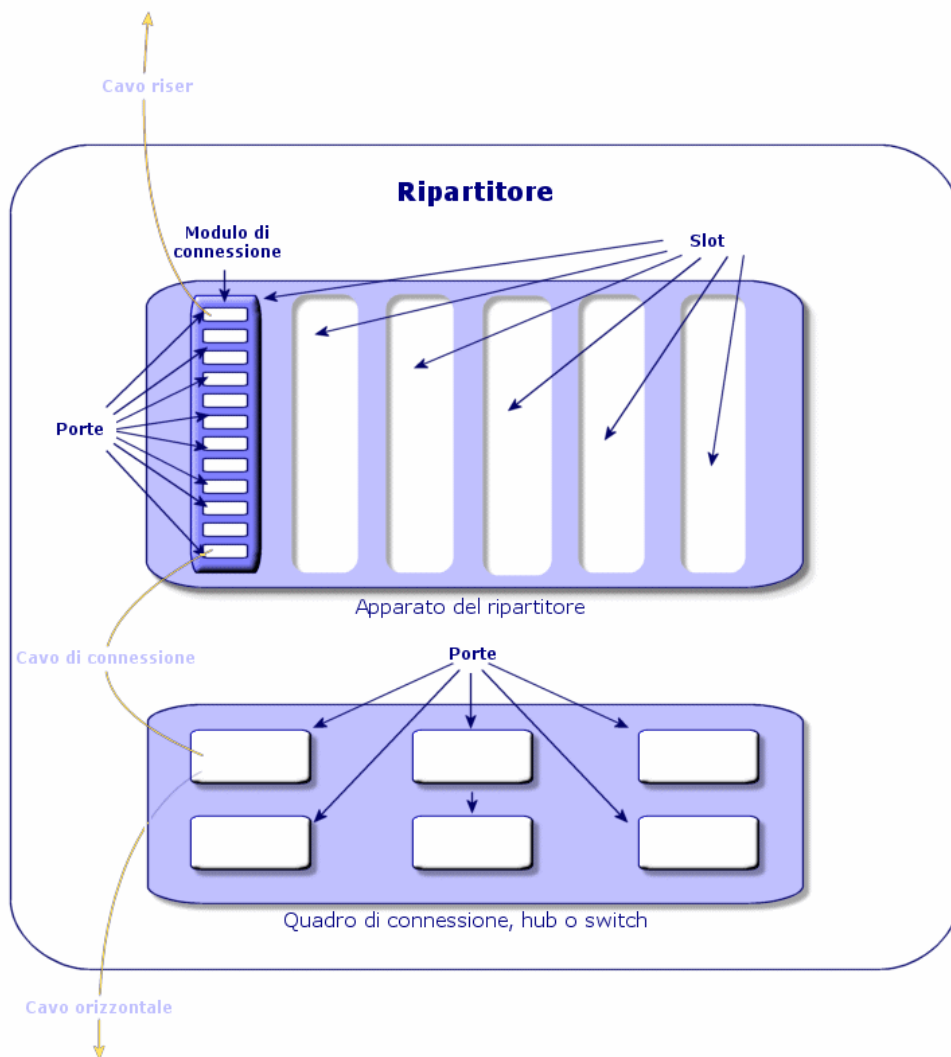 Cavo riser
Ripartitore
Modulo di
connessione
Slot
Porte
Apparato del ripartitore
Cavo di connessione
Porte
Quadro di connessione, hub o switch
Cavo orizzontale